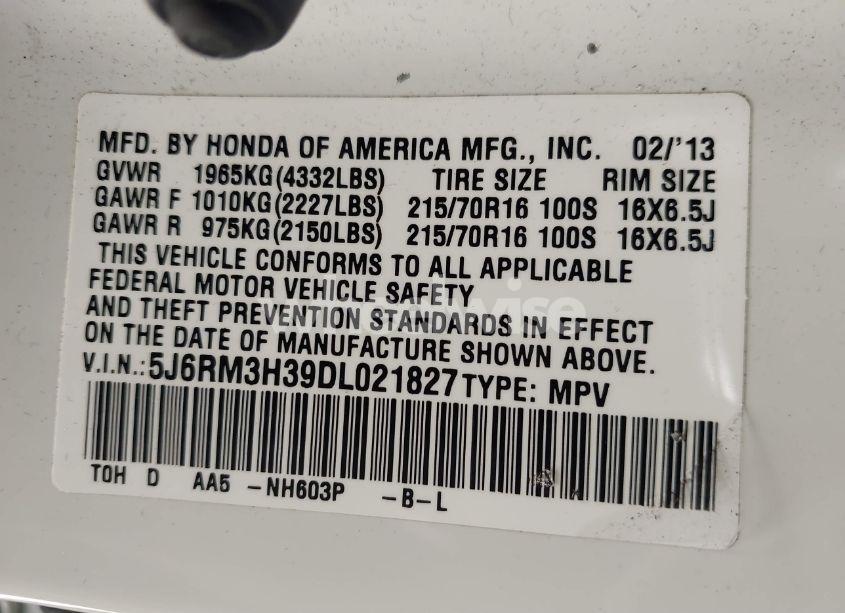 MFD. BY HONDA OF AMERICA MFG., INC. 02/'13
GVWR 1965KG(4332LBS) TIRE SIZE RIM SIZE
GAWR F 1010KG(2227LBS) 215/70R16 100S 16X6.5J
GAWR R 975KG(2150LBS) 215/70R16 100S 16X6.5J
THIS VEHICLE CONFORMS TO ALL APPLICABLE
FEDERAL MOTOR VEHICLE SAFETY
AND THEFT PREVENTION STANDARDS IN EFFECT
ON THE DATE OF MANUFACTURE SHOWN ABOVE.
V.I.N.: 5J6RM3H39DL021827 TYPE: MPV
TOH D AA5 -NH603P -B-L